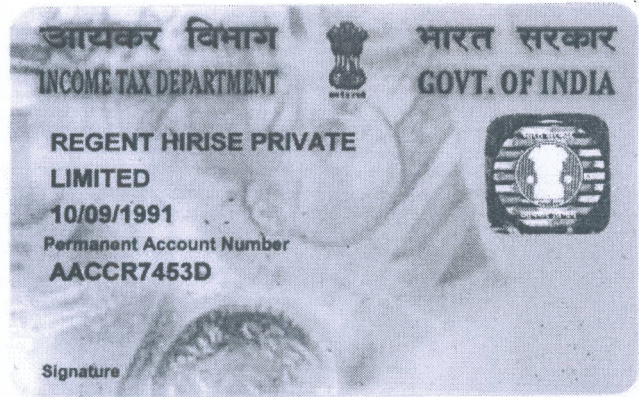 आयकर विभाग
INCOME TAX DEPARTMENT
भारत सरकार
GOVT. OF INDIA
REGENT HIRISE PRIVATE
LIMITED
10/09/1991
Permanent Account Number
AACCR7453D
Signature